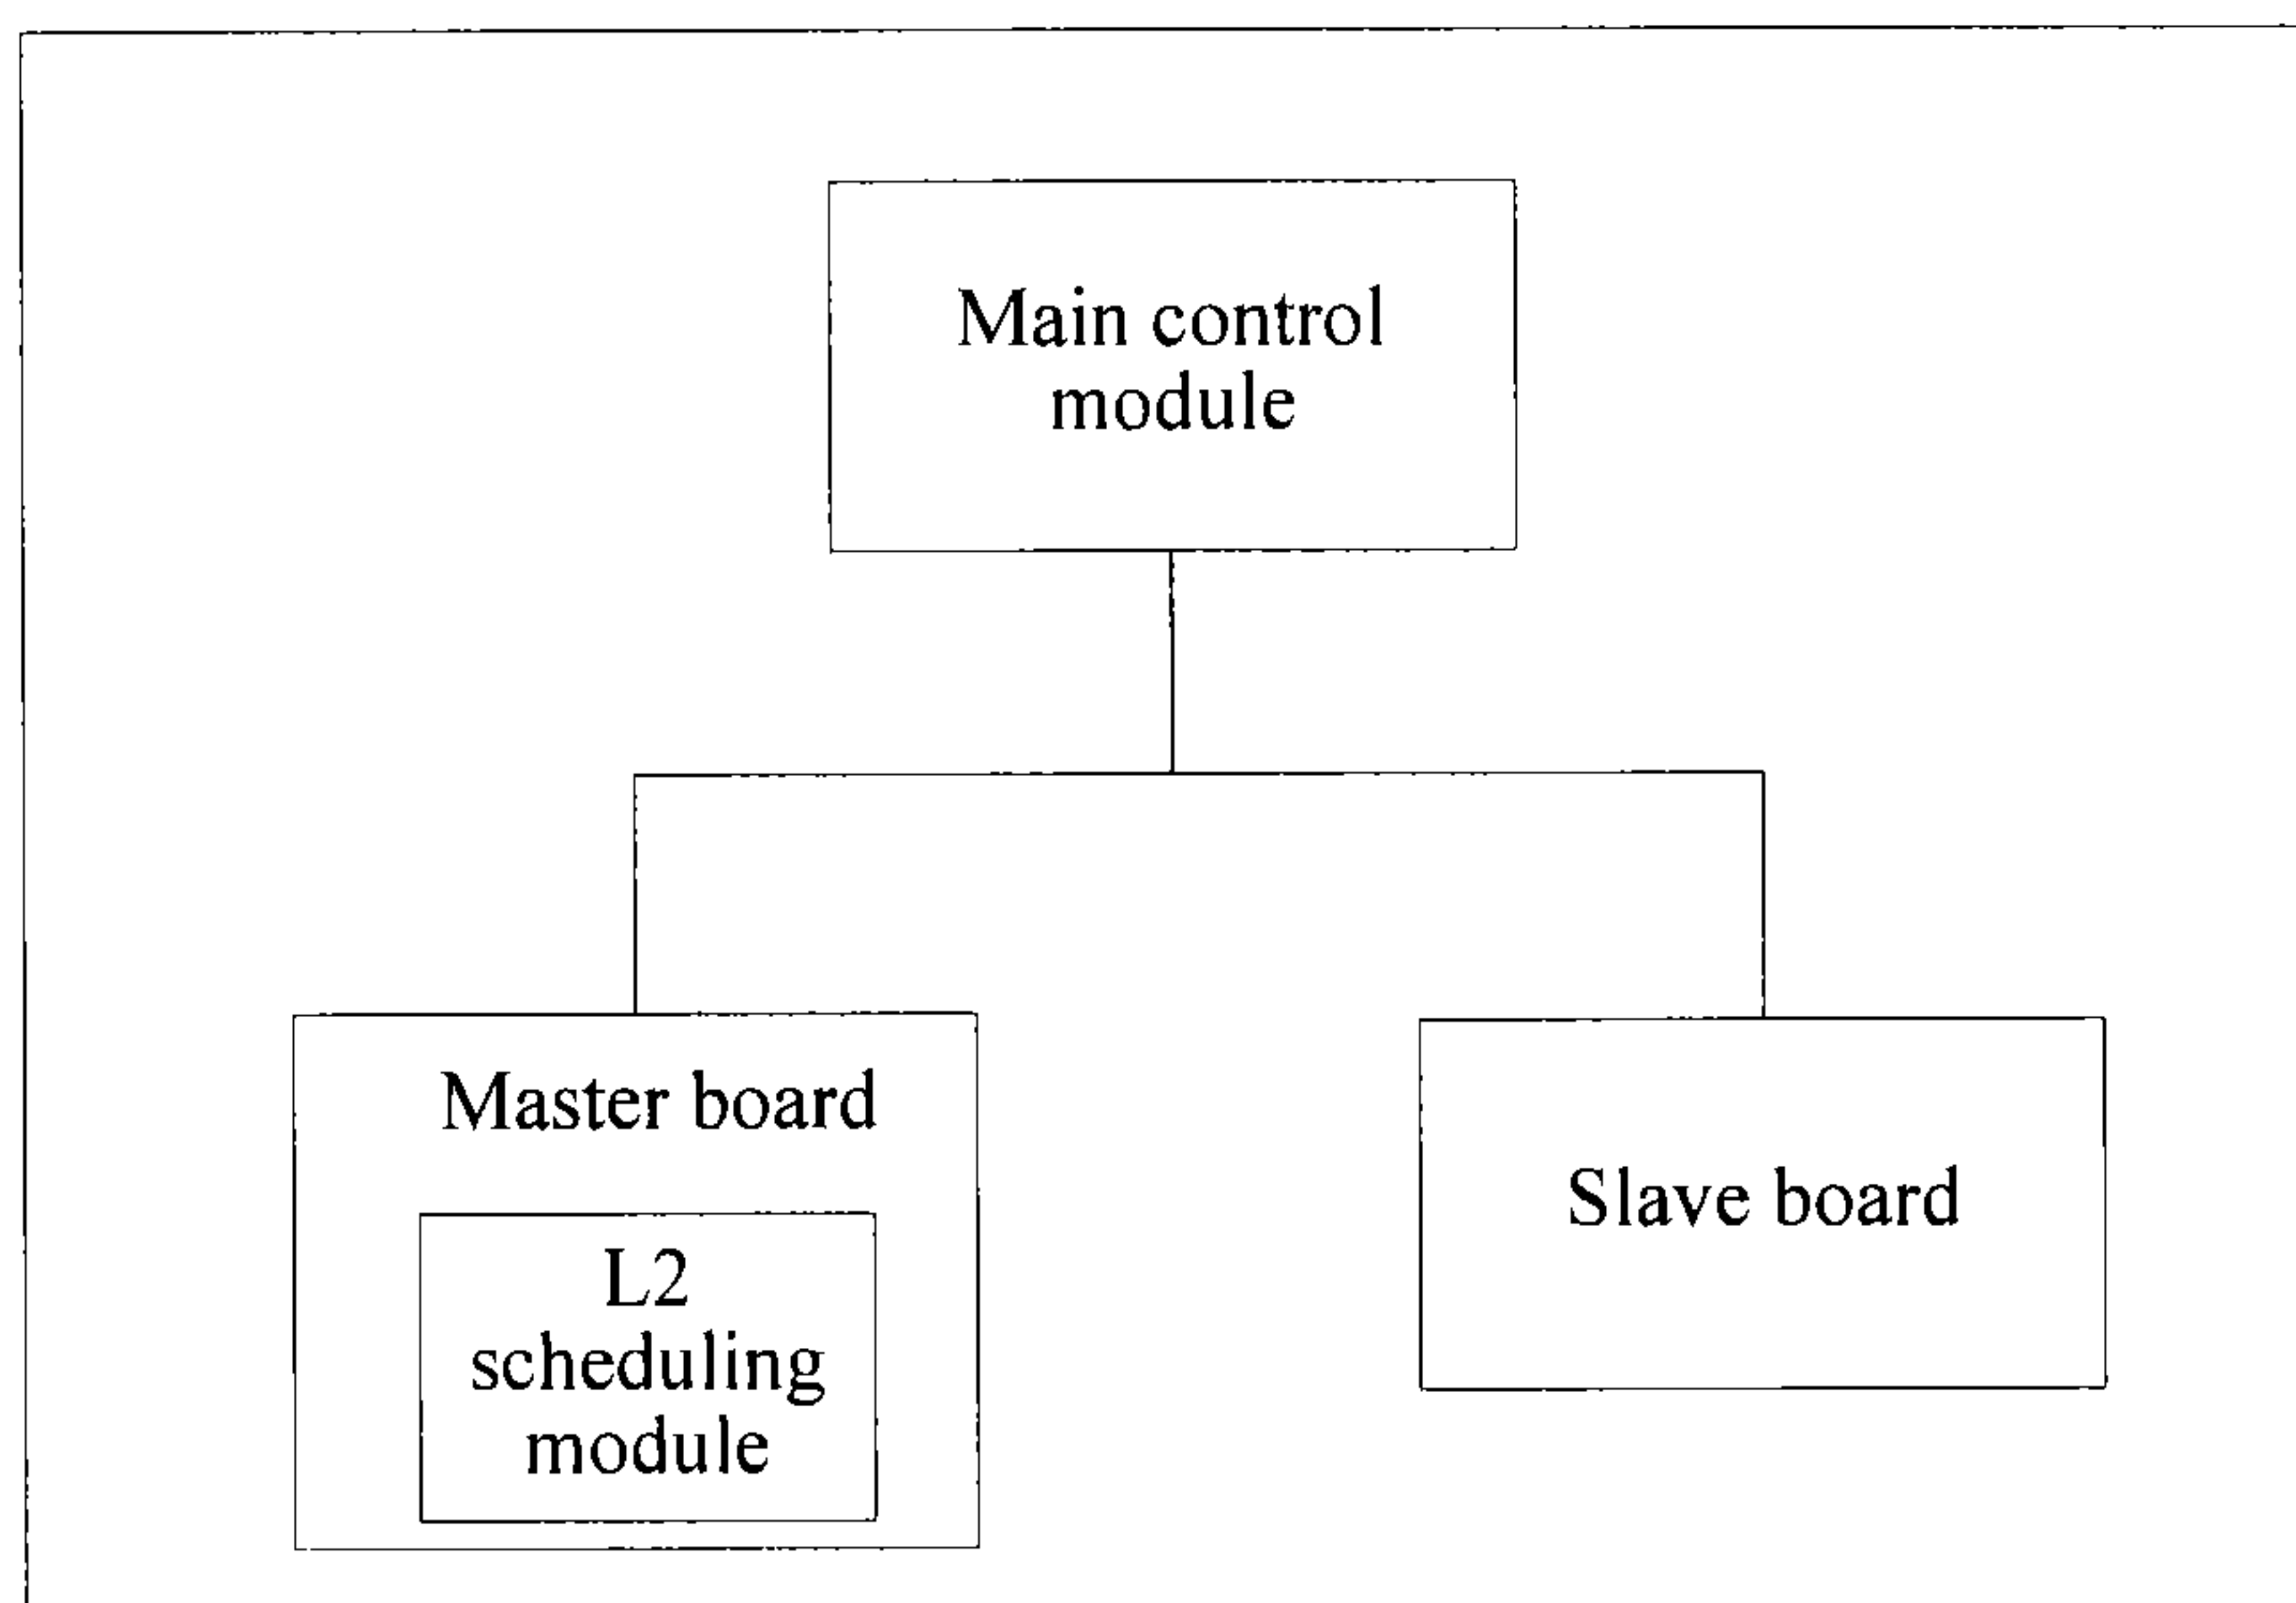 Main control
module
Master board
L2
scheduling
module
Slave board